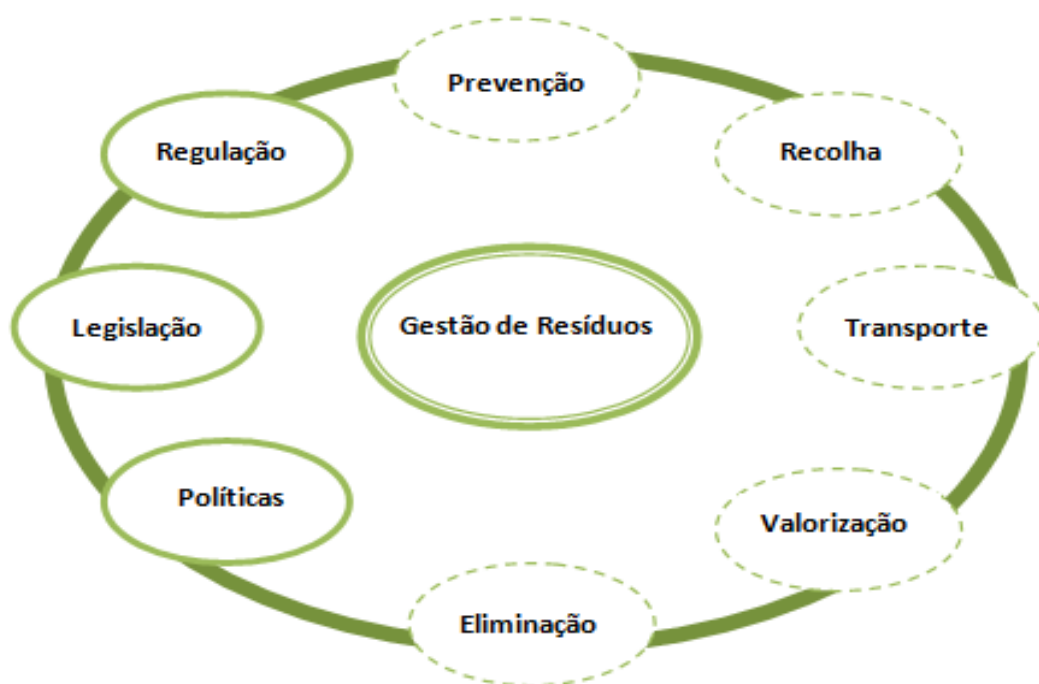 Prevenção
Regulação
Recolha
Legislação
Gestão de Resíduos
Transporte
Políticas
Valorização
Eliminação